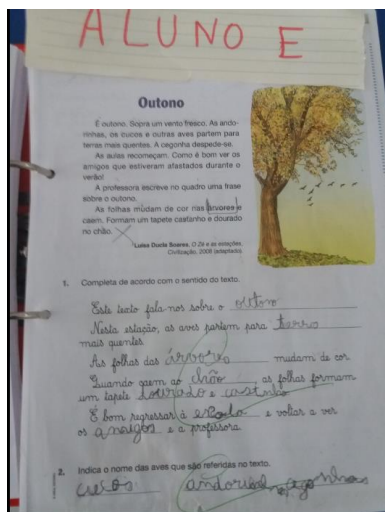 ALUNO E
Outono
É outono. Sopra um vento fresco. As ando-
rinhas, os cucos e outras aves partem para
terras mais quentes. A cegonha despede-se.
As aulas recomeçam. Como é bom ver os
amigos que estiveram afastados durante o
verão!
A professora escreve no quadro uma frase
sobre o outono.
As folhas mudam de cor nas árvores e
caem. Formam um tapete castanho e dourado
no chão.
Luísa Ducla Soares, O Zé e as estações,
Civilização, 2008 (adaptado)
1. Completa de acordo com o sentido do texto.
Este texto fala-nos sobre o outono
Nesta estação, as aves partem para terro
mais quentes.
As folhas das árvores mudam de cor.
Quando caem ao chão as folhas formam
um tapete dourado e castinho
É bom regressar à escola e voltar a ver
os amigos e a professora.
2. Indica o nome das aves que são referidas no texto.
cucos